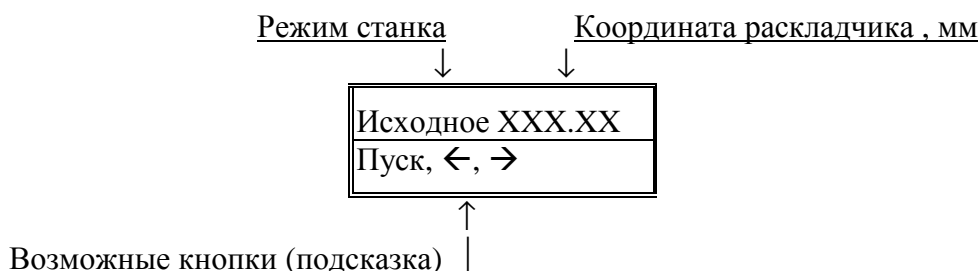 Режим станка Координата раскладчика , мм
↓ ↓
Исходное XXX.XX
Пуск, ←, →
↑
Возможные кнопки (подсказка)